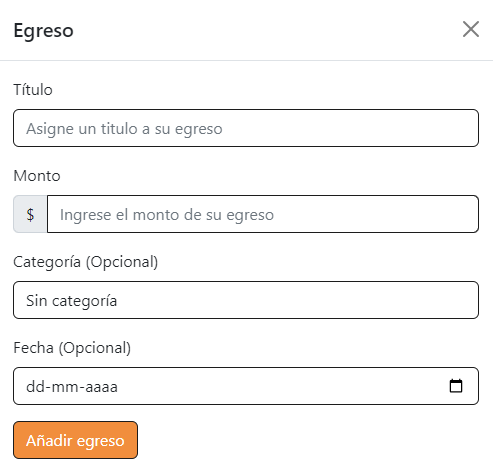 Egreso
Título
Asigne un titulo a su egreso
Monto
$ Ingrese el monto de su egreso
Categoría (Opcional)
Sin categoría
Fecha (Opcional)
dd-mm-aaaa
Añadir egreso